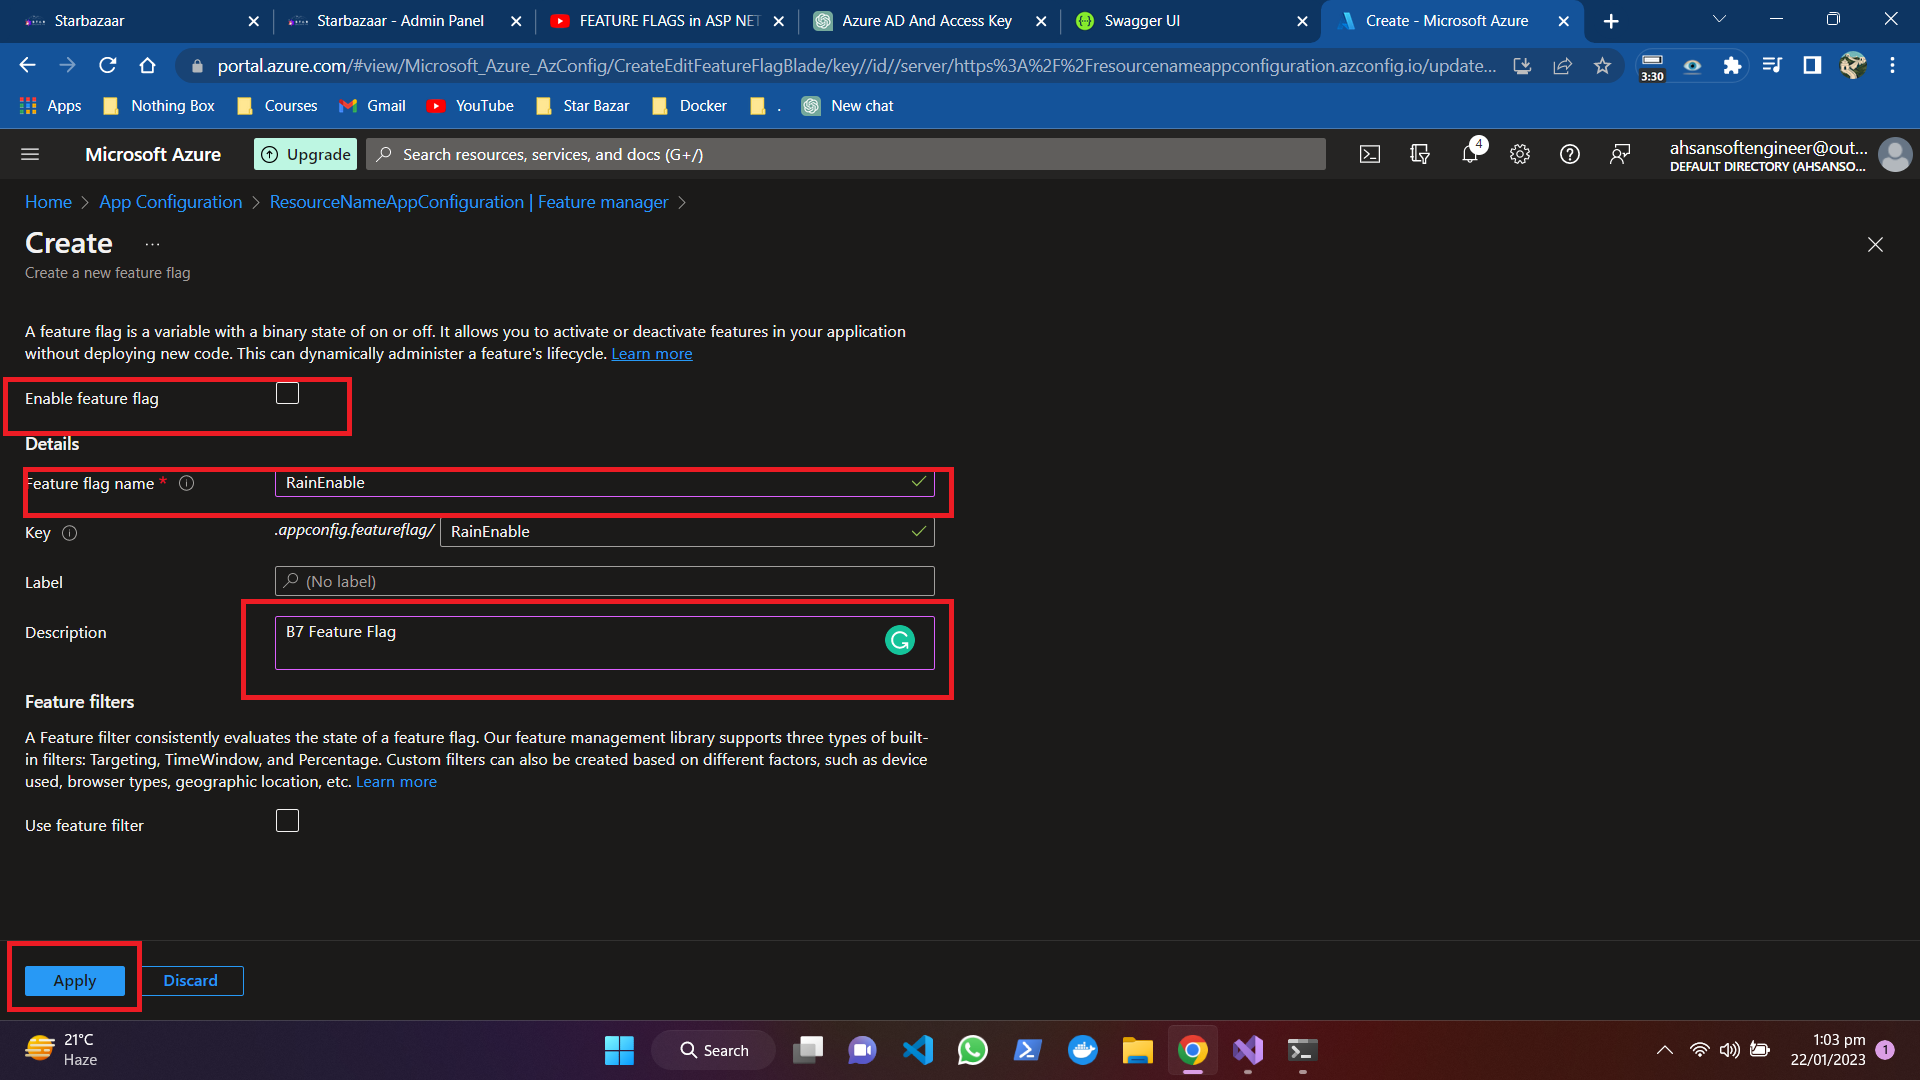 Starbazaar
Starbazaar - Admin Panel
FEATURE FLAGS in ASP NET
Azure AD And Access Key
Swagger UI
Create - Microsoft Azure
portal.azure.com/#view/Microsoft_Azure_AzConfig/CreateEditFeatureFlagBlade/key//id//server/https%3A%2F%2Fresourcenameappconfiguration.azconfig.io/update...
3:30
Apps
Nothing Box
Courses
Gmail
YouTube
Star Bazar
Docker
.
New chat
Microsoft Azure
Upgrade
Search resources, services, and docs (G+/)
4
ahsansoftengineer@out...
DEFAULT DIRECTORY (AHSANSO...
Home > App Configuration > ResourceNameAppConfiguration | Feature manager >
Create ...
Create a new feature flag
A feature flag is a variable with a binary state of on or off. It allows you to activate or deactivate features in your application
without deploying new code. This can dynamically administer a feature's lifecycle. Learn more
Enable feature flag
Details
Feature flag name *
RainEnable
Key
.appconfig.featureflag/
RainEnable
Label
(No label)
Description
B7 Feature Flag
Feature filters
A Feature filter consistently evaluates the state of a feature flag. Our feature management library supports three types of built-
in filters: Targeting, TimeWindow, and Percentage. Custom filters can also be created based on different factors, such as device
used, browser types, geographic location, etc. Learn more
Use feature filter
Apply
Discard
21°C
Haze
Search
1:03 pm
22/01/2023
1